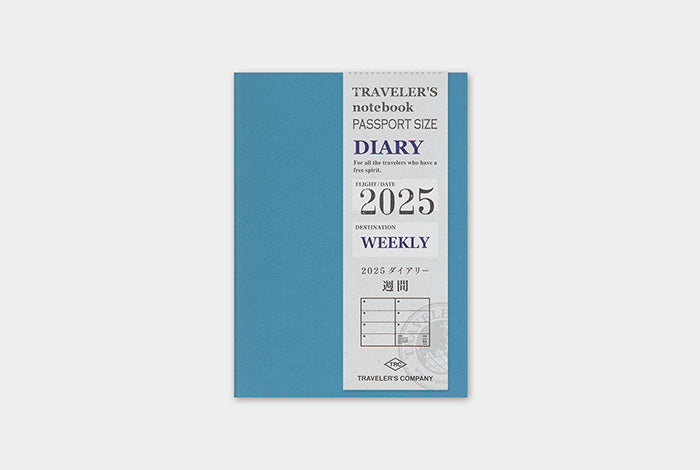 TRAVELER'S
notebook
PASSPORT SIZE
DIARY
For all the travelers who have a
free spirit.
FLIGHT/DATE
2025
DESTINATION
WEEKLY
2025 ダイアリー
週間
TRC
TRAVELER'S COMPANY